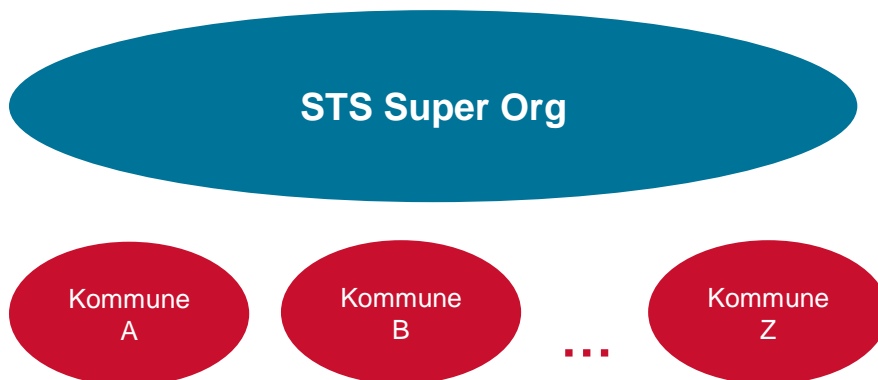 STS Super Org
Kommune
A
Kommune
B
...
Kommune
Z